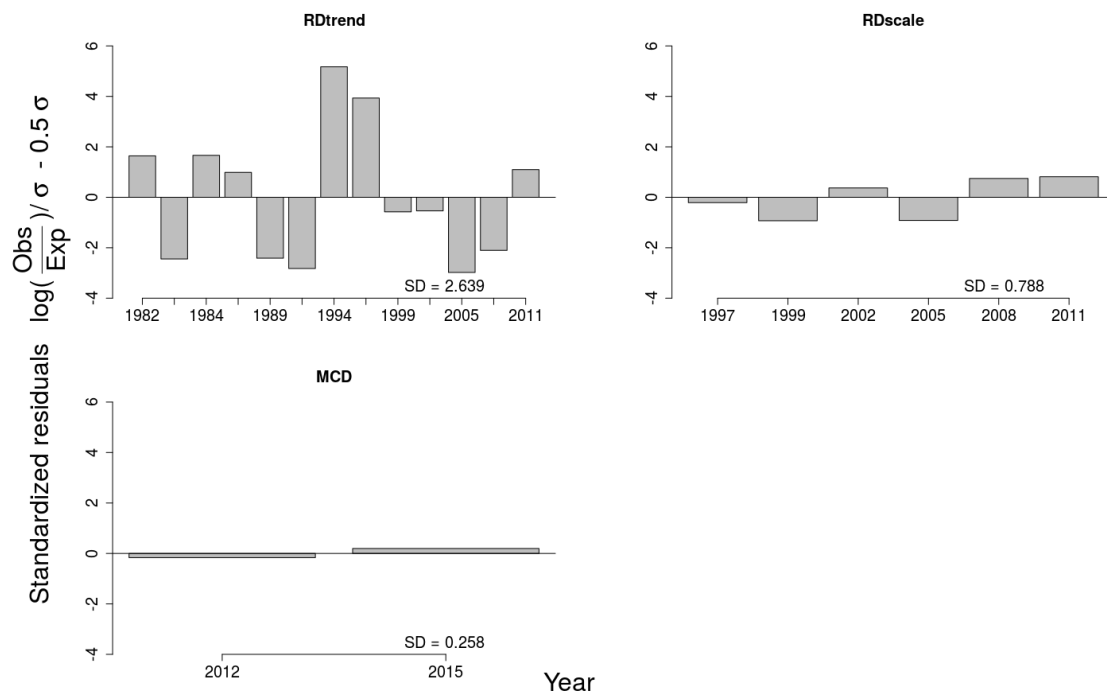 RDtrend
6
4
2
0
-2
-4
SD = 2.639
1982 1984 1989 1994 1999 2005 2011
RDscale
6
4
2
0
-2
-4
SD = 0.788
1997 1999 2002 2005 2008 2011
MCD
6
4
2
0
-2
-4
SD = 0.258
2012 2015
Standardized residuals log(Obs/Exp)/ σ - 0.5 σ
Year